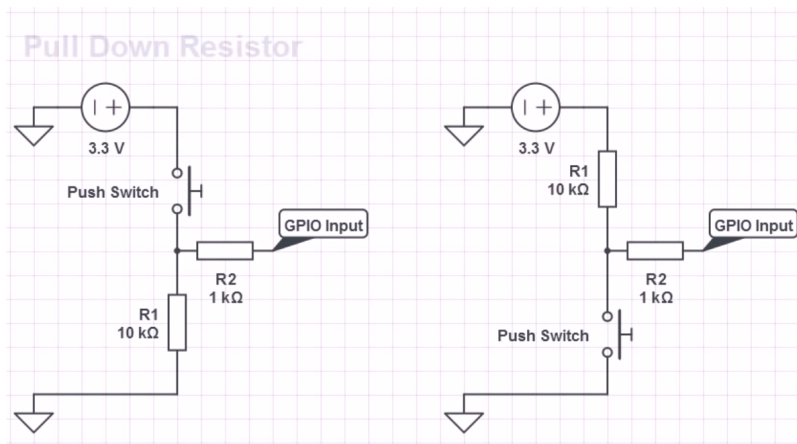 Pull Down Resistor
3.3 V
Push Switch
GPIO Input
R2
1 kΩ
R1
10 kΩ
3.3 V
R1
10 kΩ
GPIO Input
R2
1 kΩ
Push Switch